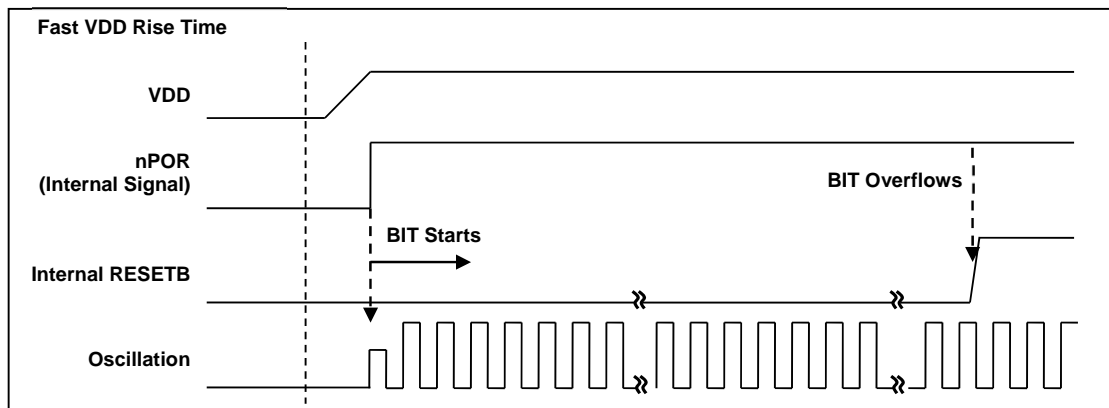 Fast VDD Rise Time
VDD
nPOR
(Internal Signal)
BIT Overflows
BIT Starts
Internal RESETB
Oscillation